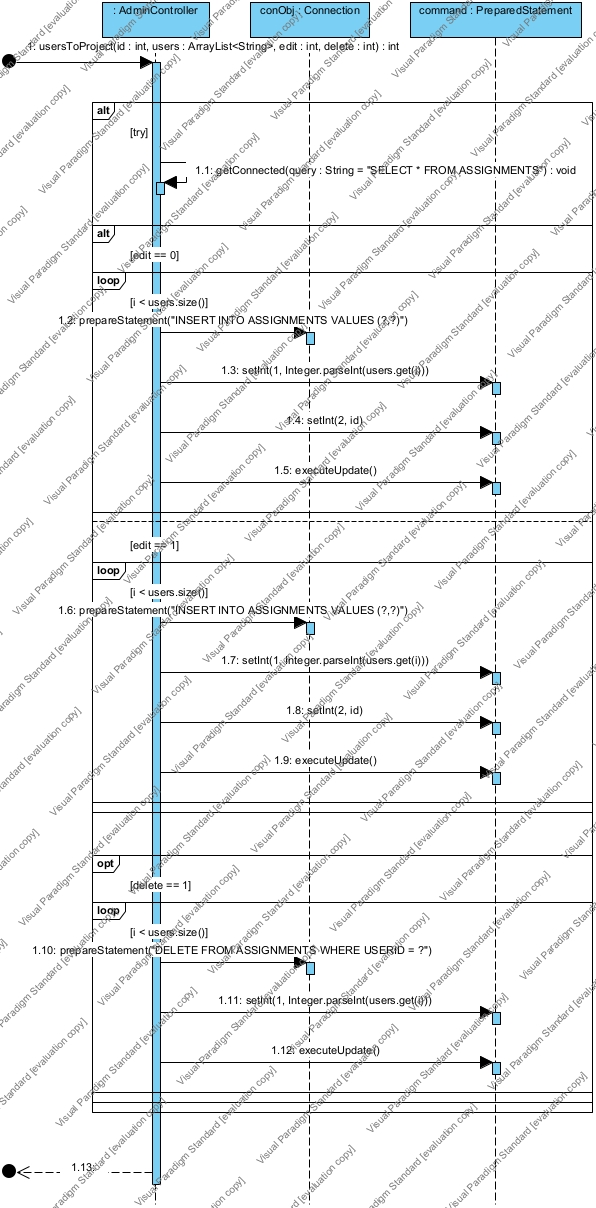 : AdminController
conObj : Connection
command : PreparedStatement
1: usersToProject(id : int, users : ArrayList<String>, edit : int, delete : int) : int
alt
[try]
1.1: getConnected(query : String = "SELECT * FROM ASSIGNMENTS") : void
alt
[edit == 0]
loop
[i < users.size()]
1.2: prepareStatement("INSERT INTO ASSIGNMENTS VALUES (?,?)")
1.3: setInt(1, Integer.parseInt(users.get(i)))
1.4: setInt(2, id)
1.5: executeUpdate()
[edit == 1]
loop
[i < users.size()]
1.6: prepareStatement("INSERT INTO ASSIGNMENTS VALUES (?,?)")
1.7: setInt(1, Integer.parseInt(users.get(i)))
1.8: setInt(2, id)
1.9: executeUpdate()
opt
[delete == 1]
loop
[i < users.size()]
1.10: prepareStatement("DELETE FROM ASSIGNMENTS WHERE USERID = ?")
1.11: setInt(1, Integer.parseInt(users.get(i)))
1.12: executeUpdate()
1.13:
Visual Paradigm Standard [evaluation copy]